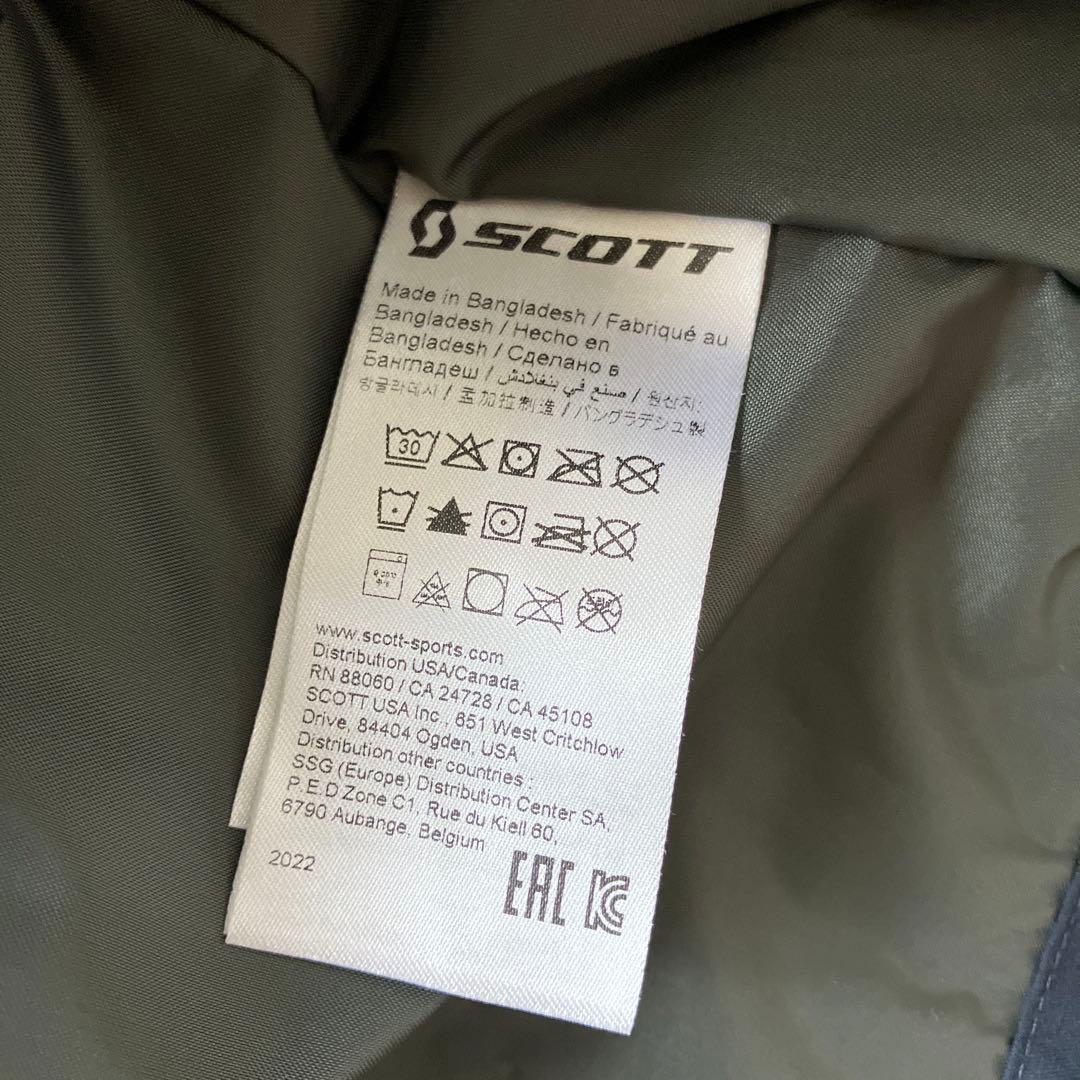 SCOTT
Made in Bangladesh / Fabriqué au
Bangladesh / Hecho en
Bangladesh / Сделано в
Бангладеш / صنع في بنغلادش / 원산지:
방글라데시 / 孟加拉制造 / バングラデシュ製
30
www.scott-sports.com
Distribution USA/Canada:
RN 88060 / CA 24728 / CA 45108
SCOTT USA Inc., 651 West Critchlow
Drive, 84404 Ogden, USA
Distribution other countries :
SSG (Europe) Distribution Center SA,
P.E.D Zone C1, Rue du Kiell 60,
6790 Aubange, Belgium
2022
EAC KC